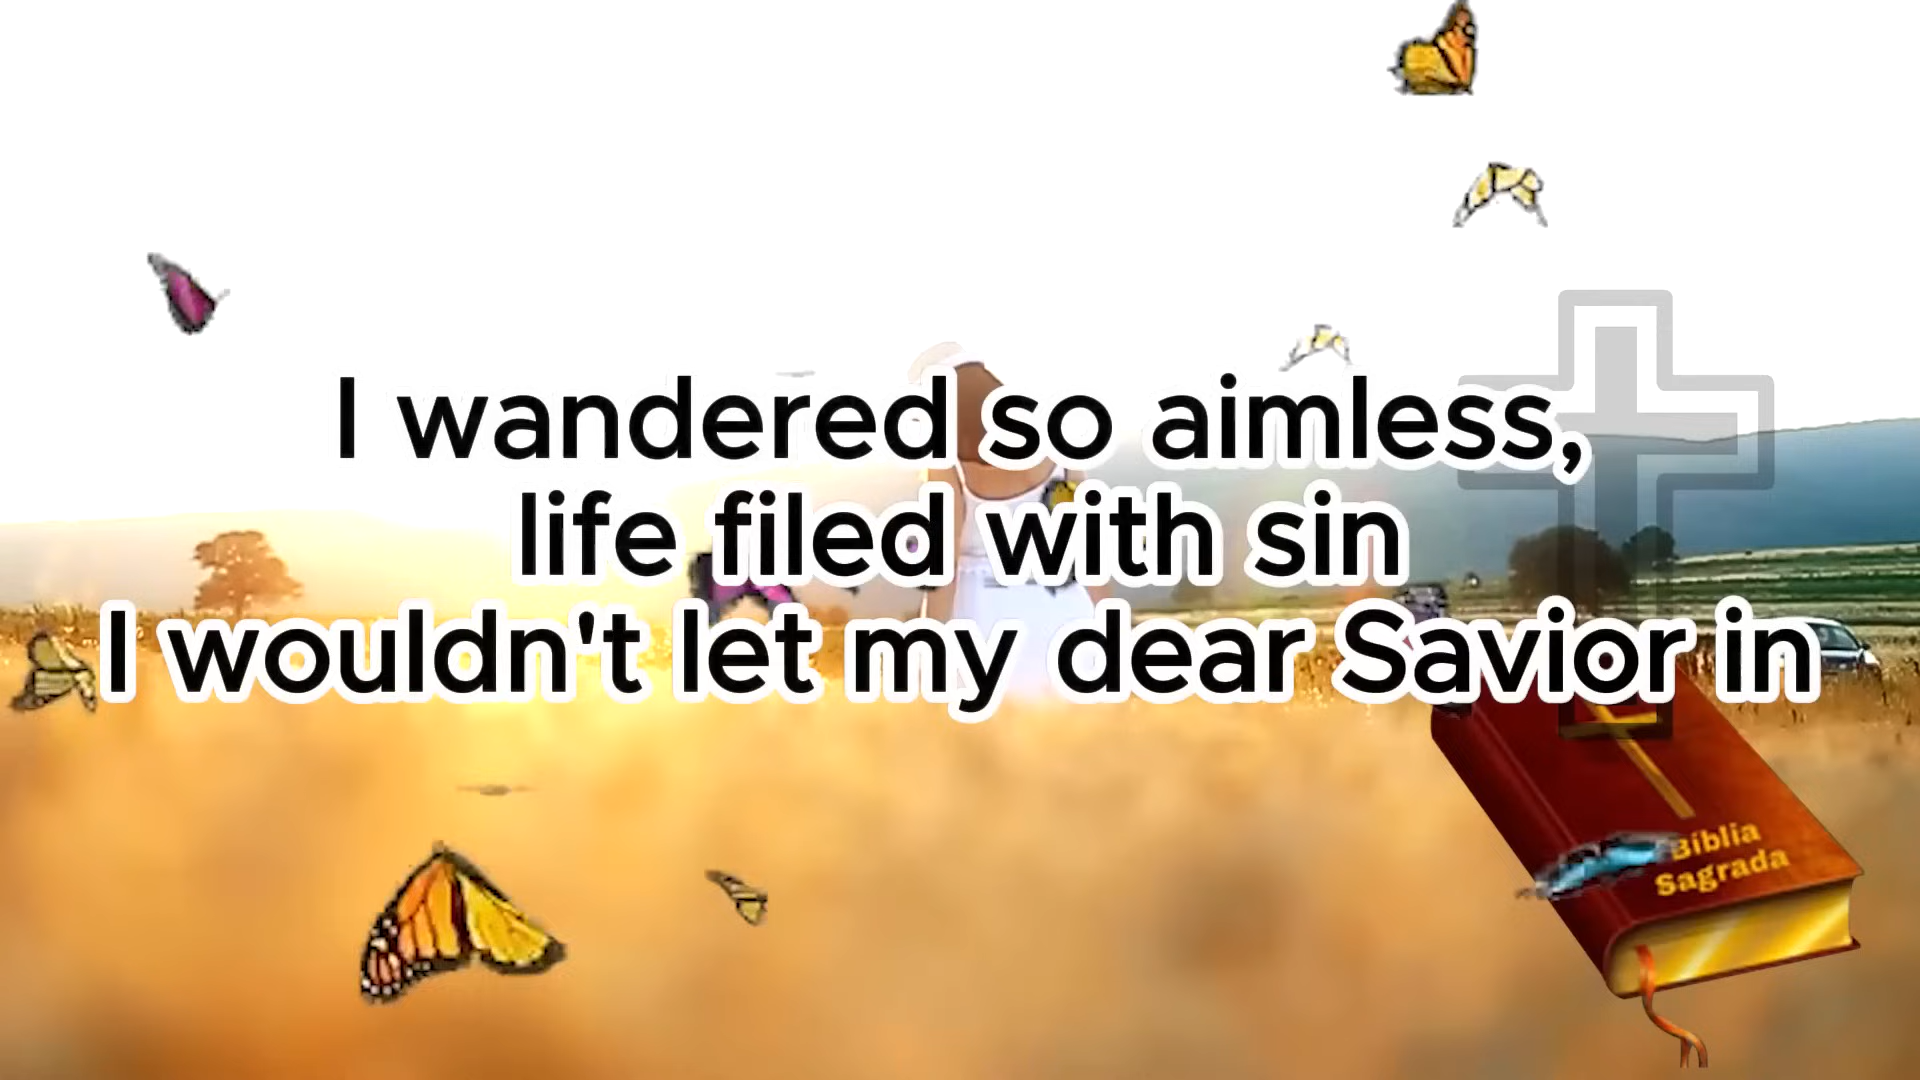 I wandered so aimless,
life filed with sin
I wouldn't let my dear Savior in
Bíblia
Sagrada